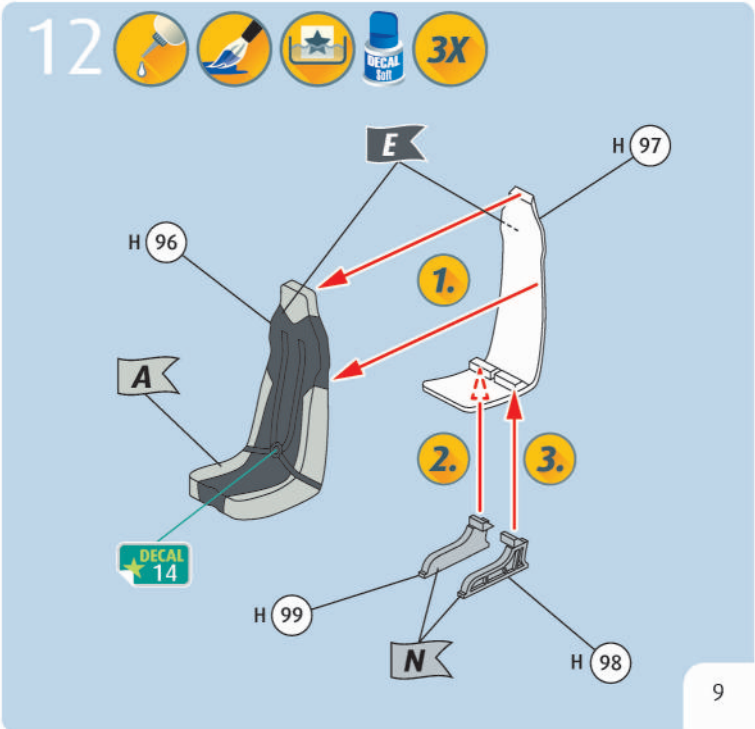 12 DECAL Soft 3X
E
H 97
H 96
1.
A
2. 3.
DECAL 14
H 99
N
H 98
9